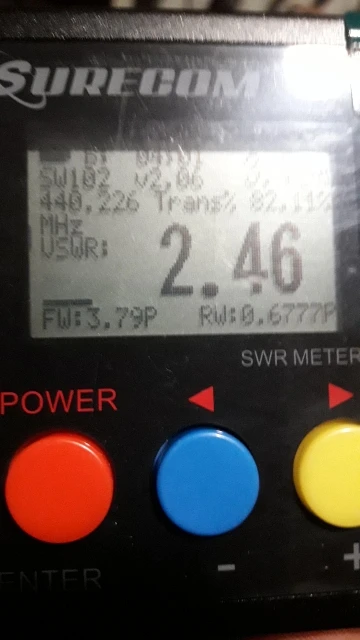 SURECOM
SW102 v2.06
440.226 Trans% 82.11%
MHz
VSWR: 2.46
FW:3.79P RW:0.6777P
SWR METER
POWER
ENTER
-
+